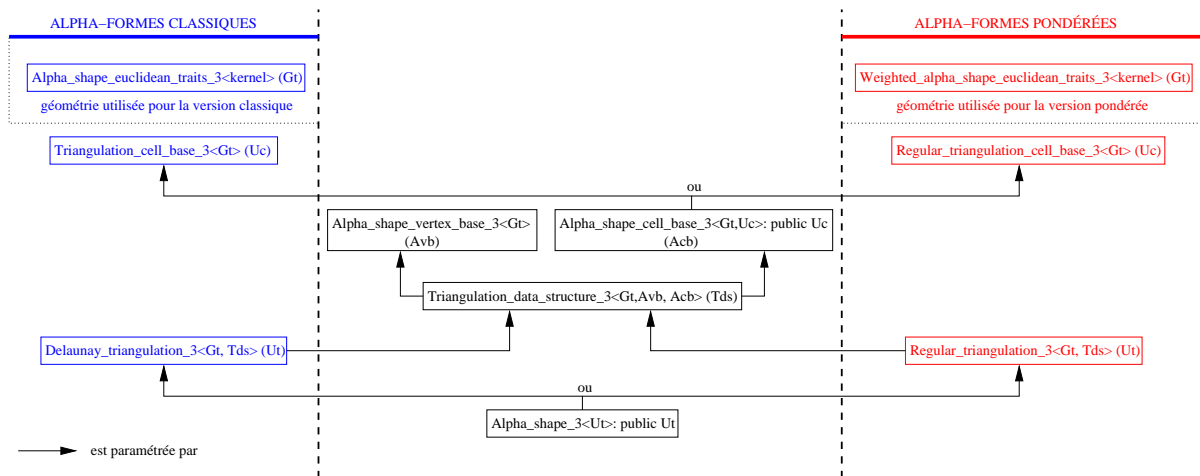 ALPHA–FORMES CLASSIQUES
ALPHA–FORMES PONDÉRÉES
Alpha_shape_euclidean_traits_3<kernel> (Gt)
Weighted_alpha_shape_euclidean_traits_3<kernel> (Gt)
géométrie utilisée pour la version classique
géométrie utilisée pour la version pondérée
Triangulation_cell_base_3<Gt> (Uc)
Regular_triangulation_cell_base_3<Gt> (Uc)
ou
Alpha_shape_vertex_base_3<Gt>
(Avb)
Alpha_shape_cell_base_3<Gt,Uc>: public Uc
(Acb)
Triangulation_data_structure_3<Gt,Avb, Acb> (Tds)
Delaunay_triangulation_3<Gt, Tds> (Ut)
Regular_triangulation_3<Gt, Tds> (Ut)
ou
Alpha_shape_3<Ut>: public Ut
est paramétrée par